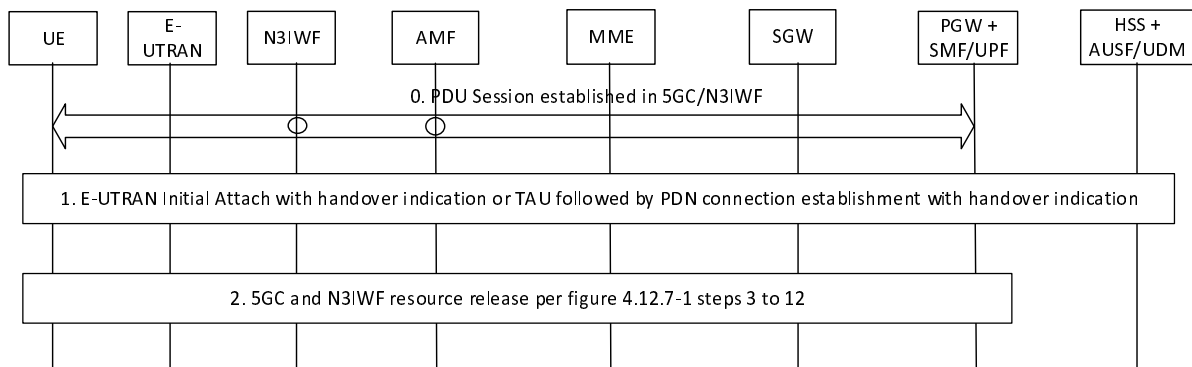 UE
E-
UTRAN
N3IWF
AMF
MME
SGW
PGW +
SMF/UPF
HSS +
AUSF/UDM
0. PDU Session established in 5GC/N3IWF
1. E-UTRAN Initial Attach with handover indication or TAU followed by PDN connection establishment with handover indication
2. 5GC and N3IWF resource release per figure 4.12.7-1 steps 3 to 12